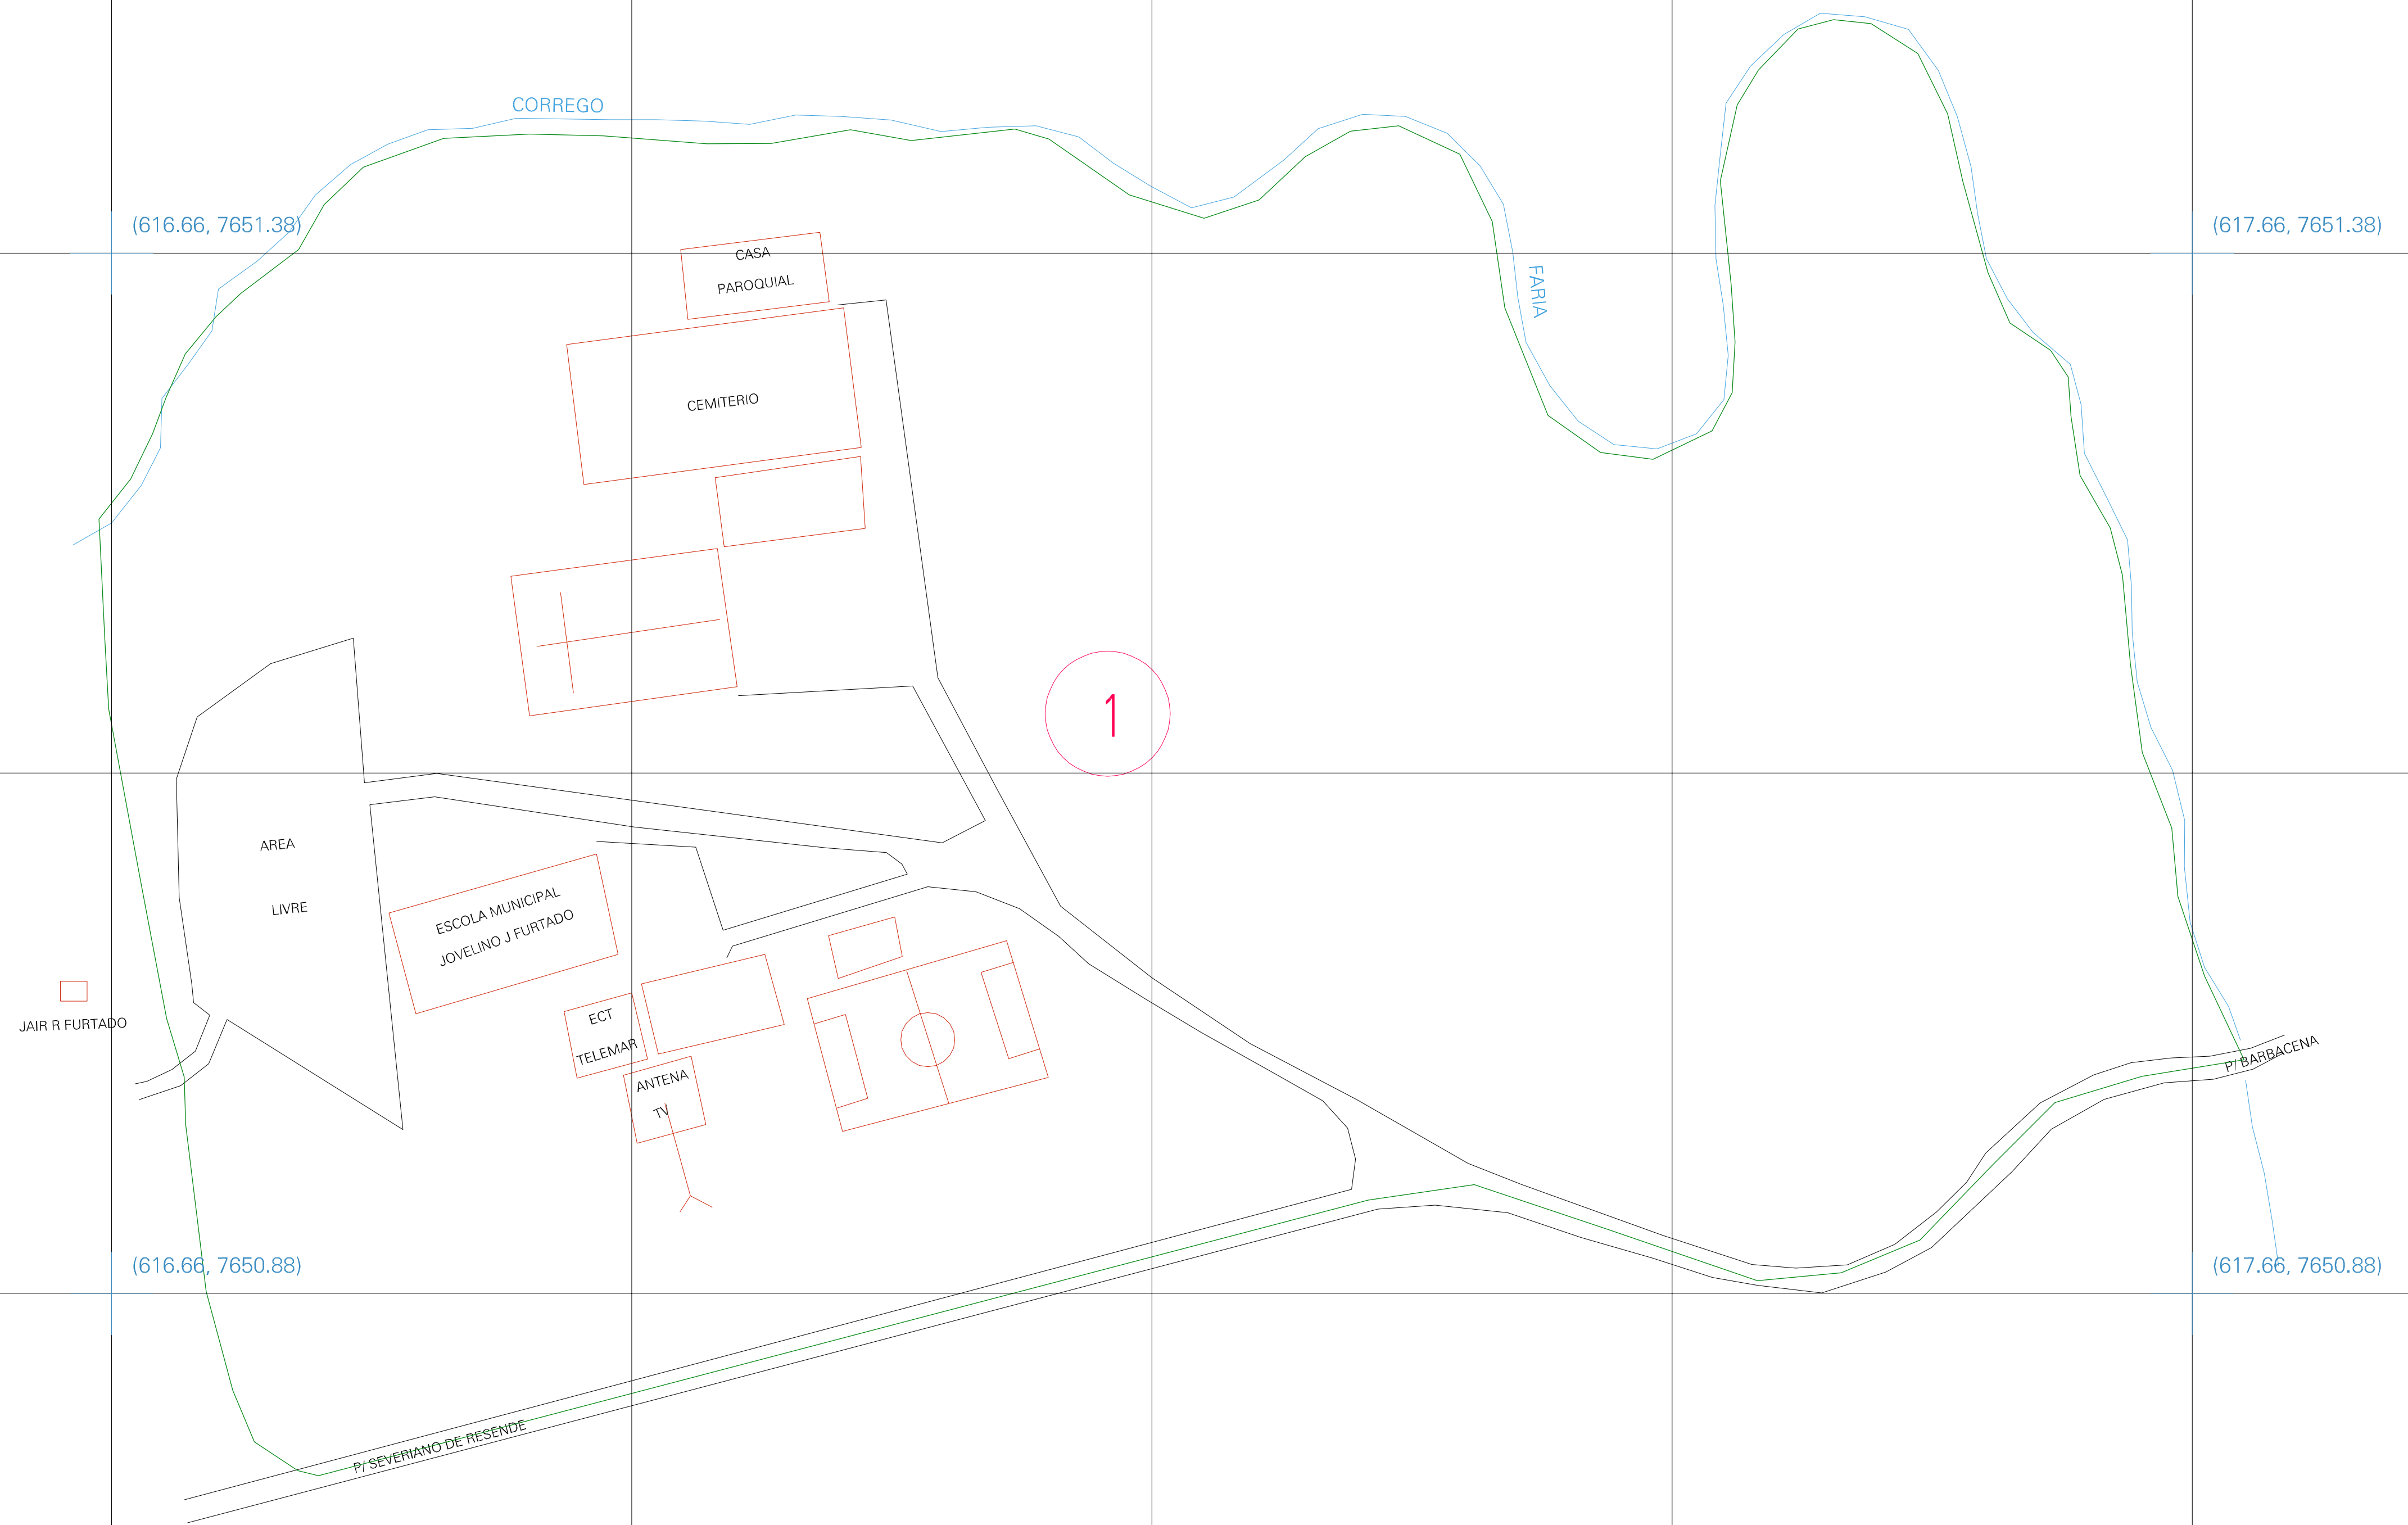 CORREGO
(616.66, 7651.38)
(617.66, 7651.38)
CASA
PAROQUIAL
FARIA
CEMITERIO
1
AREA
LIVRE
ESCOLA MUNICIPAL
JOVELINO J FURTADO
JAIR R FURTADO
ECT
TELEMAR
ANTENA
TV
P/ BARBACENA
(616.66, 7650.88)
(617.66, 7650.88)
P/ SEVERIANO DE RESENDE